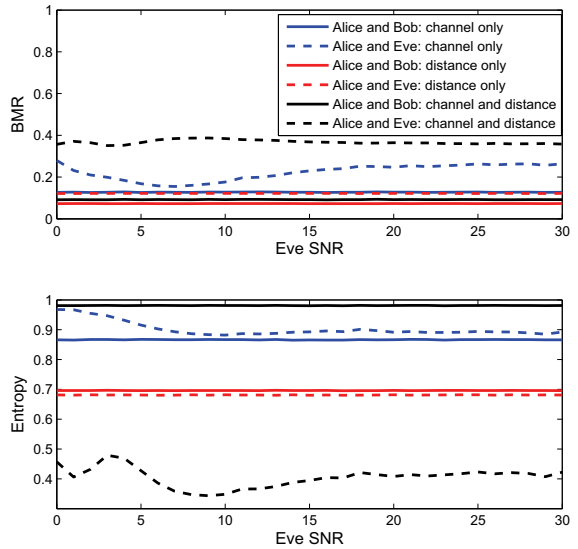 1
0.8
0.6
0.4
0.2
0
BMR
Alice and Bob: channel only
Alice and Eve: channel only
Alice and Bob: distance only
Alice and Eve: distance only
Alice and Bob: channel and distance
Alice and Eve: channel and distance
0 5 10 15 20 25 30
Eve SNR
1
0.9
0.8
0.7
0.6
0.5
0.4
Entropy
0 5 10 15 20 25 30
Eve SNR